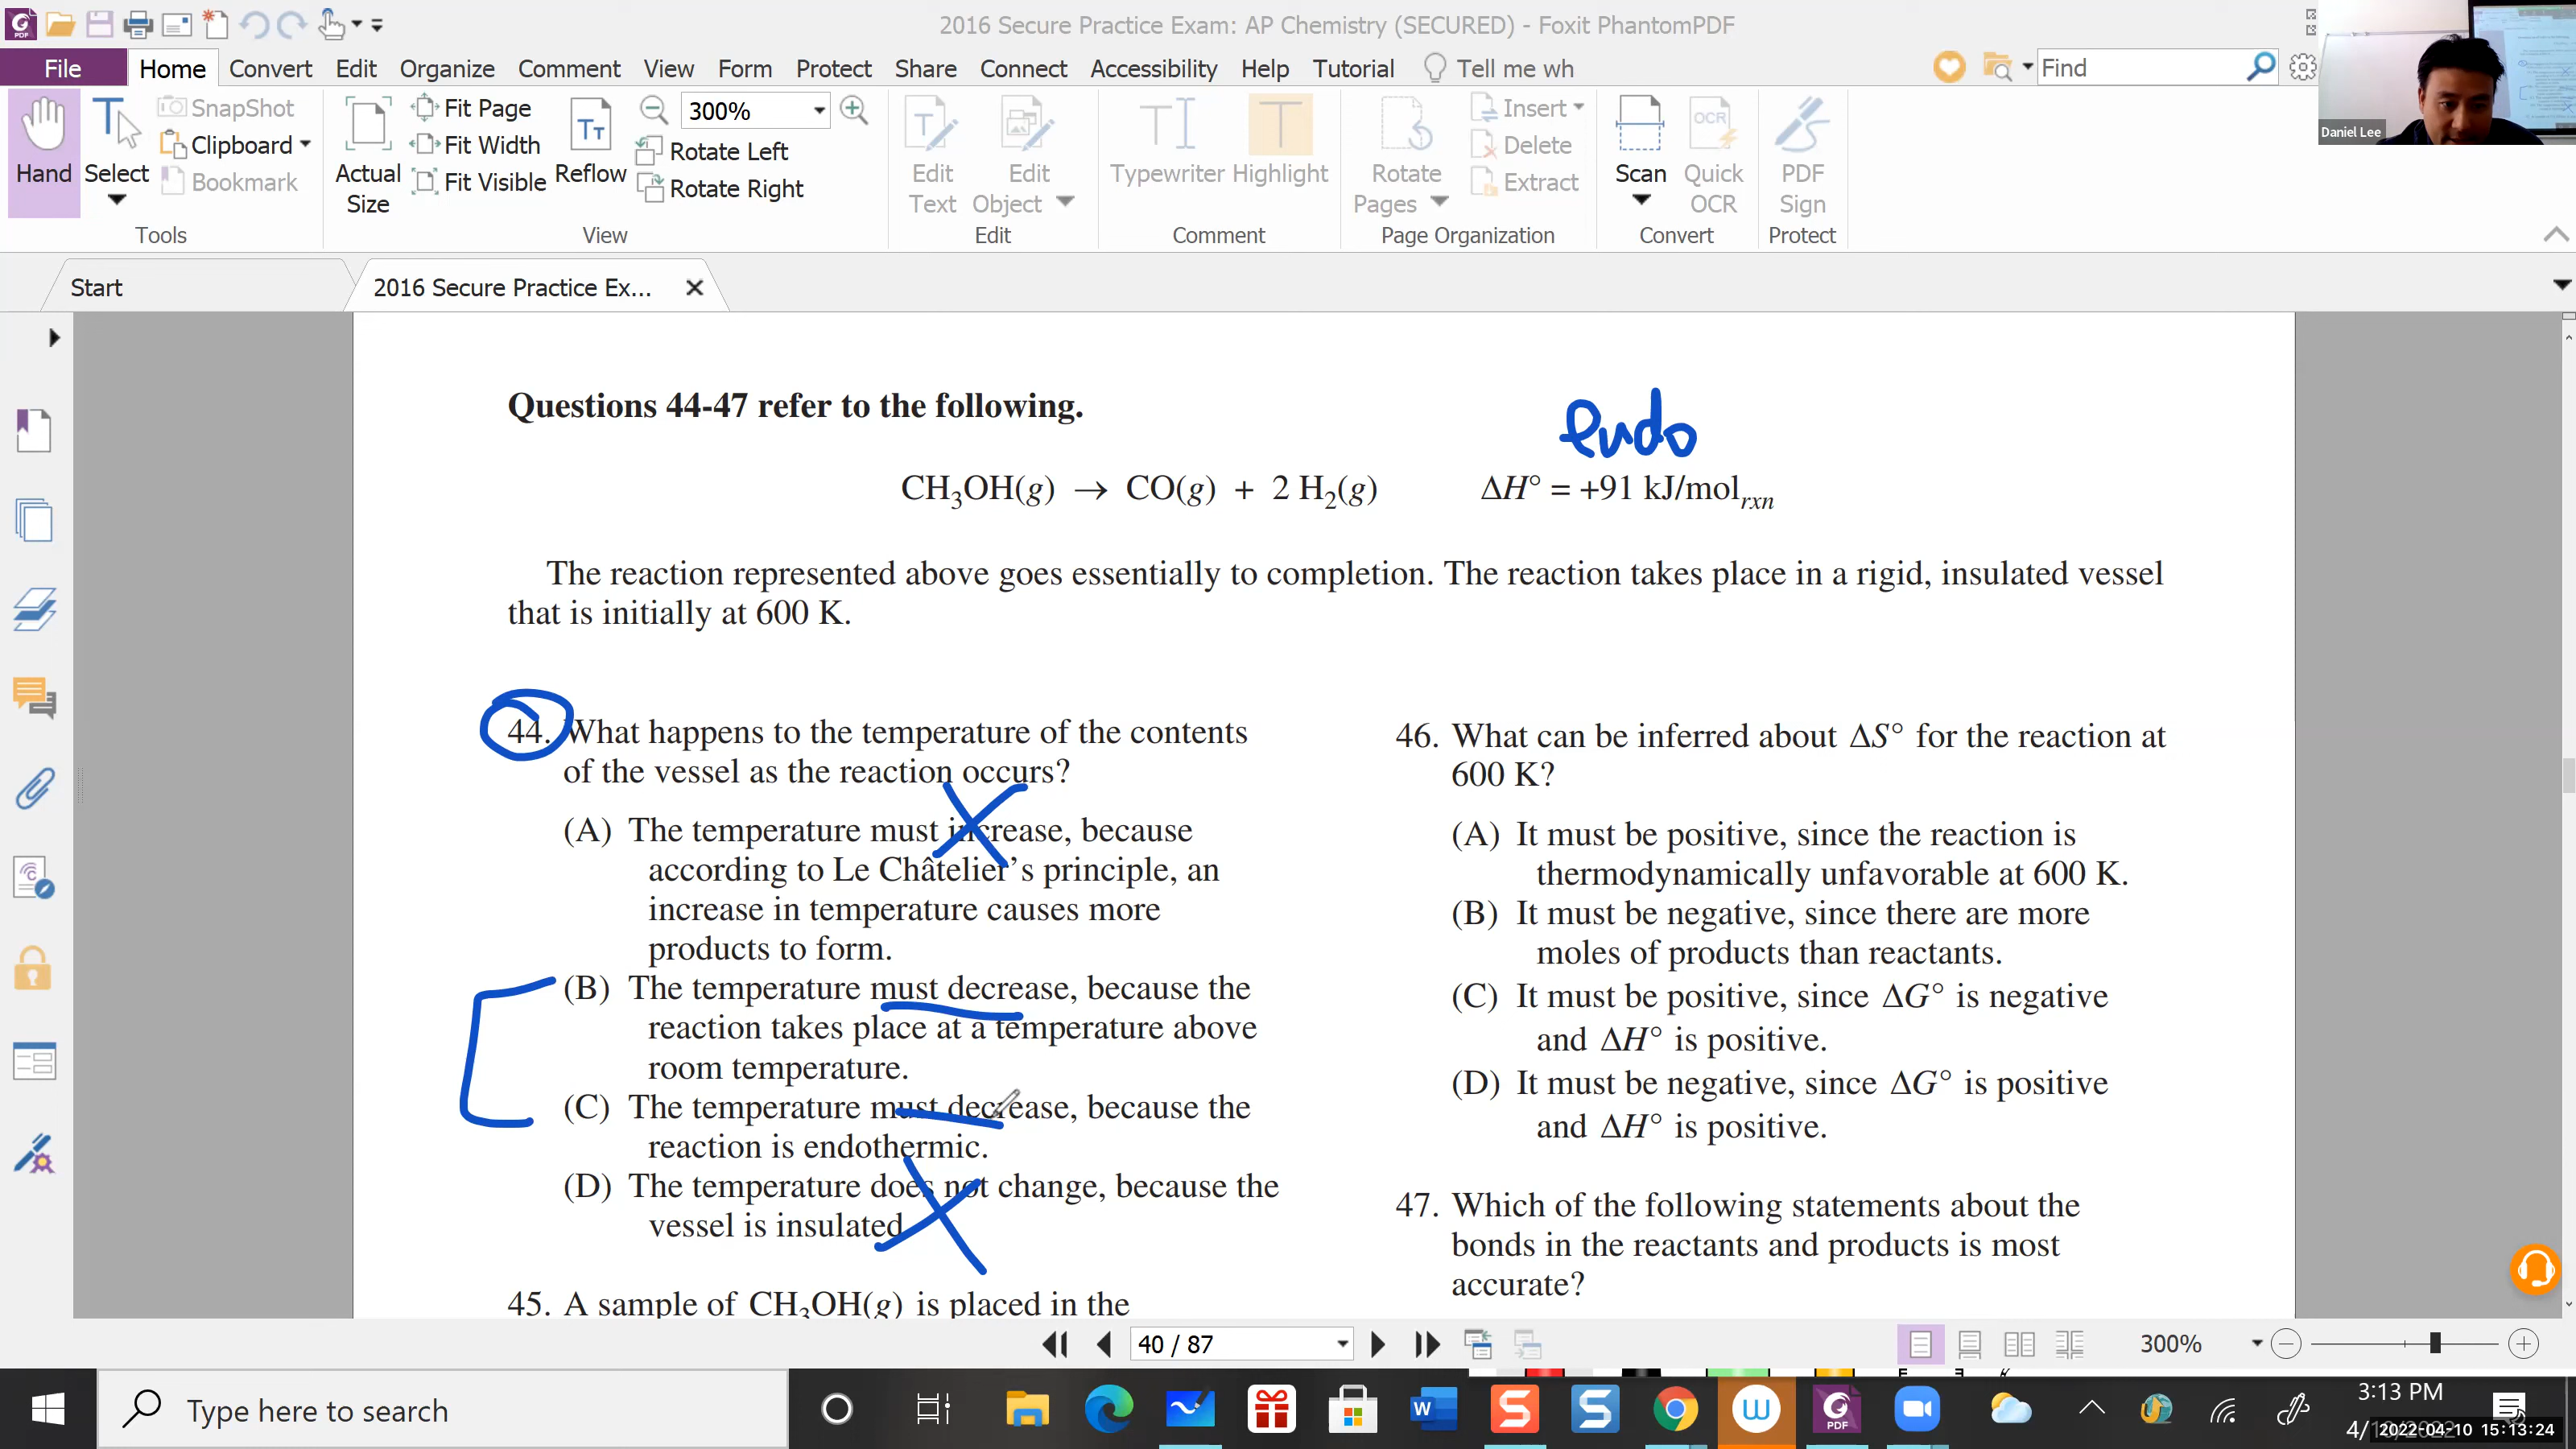 2016 Secure Practice Exam: AP Chemistry (SECURED) - Foxit PhantomPDF
File Home Convert Edit Organize Comment View Form Protect Share Connect Accessibility Help Tutorial Tell me wh Find
Daniel Lee
Hand
Select
SnapShot
Clipboard
Bookmark
Tools
Actual Size
Fit Page
Fit Width
Fit Visible
Reflow
300%
Rotate Left
Rotate Right
View
Edit Text
Edit Object
Edit
Typewriter
Highlight
Comment
Rotate Pages
Insert
Delete
Extract
Page Organization
Scan
Quick OCR
Convert
PDF Sign
Protect
Start
2016 Secure Practice Ex...
Questions 44-47 refer to the following.
endo
CH₃OH(g) → CO(g) + 2 H₂(g) ΔH° = +91 kJ/mol_rxn
The reaction represented above goes essentially to completion. The reaction takes place in a rigid, insulated vessel
that is initially at 600 K.
44. What happens to the temperature of the contents
of the vessel as the reaction occurs?
(A) The temperature must increase, because
according to Le Châtelier's principle, an
increase in temperature causes more
products to form.
(B) The temperature must decrease, because the
reaction takes place at a temperature above
room temperature.
(C) The temperature must decrease, because the
reaction is endothermic.
(D) The temperature does not change, because the
vessel is insulated
45. A sample of CH₃OH(g) is placed in the
46. What can be inferred about ΔS° for the reaction at
600 K?
(A) It must be positive, since the reaction is
thermodynamically unfavorable at 600 K.
(B) It must be negative, since there are more
moles of products than reactants.
(C) It must be positive, since ΔG° is negative
and ΔH° is positive.
(D) It must be negative, since ΔG° is positive
and ΔH° is positive.
47. Which of the following statements about the
bonds in the reactants and products is most
accurate?
40 / 87
300%
Type here to search
3:13 PM
2022-04-10 15:13:24